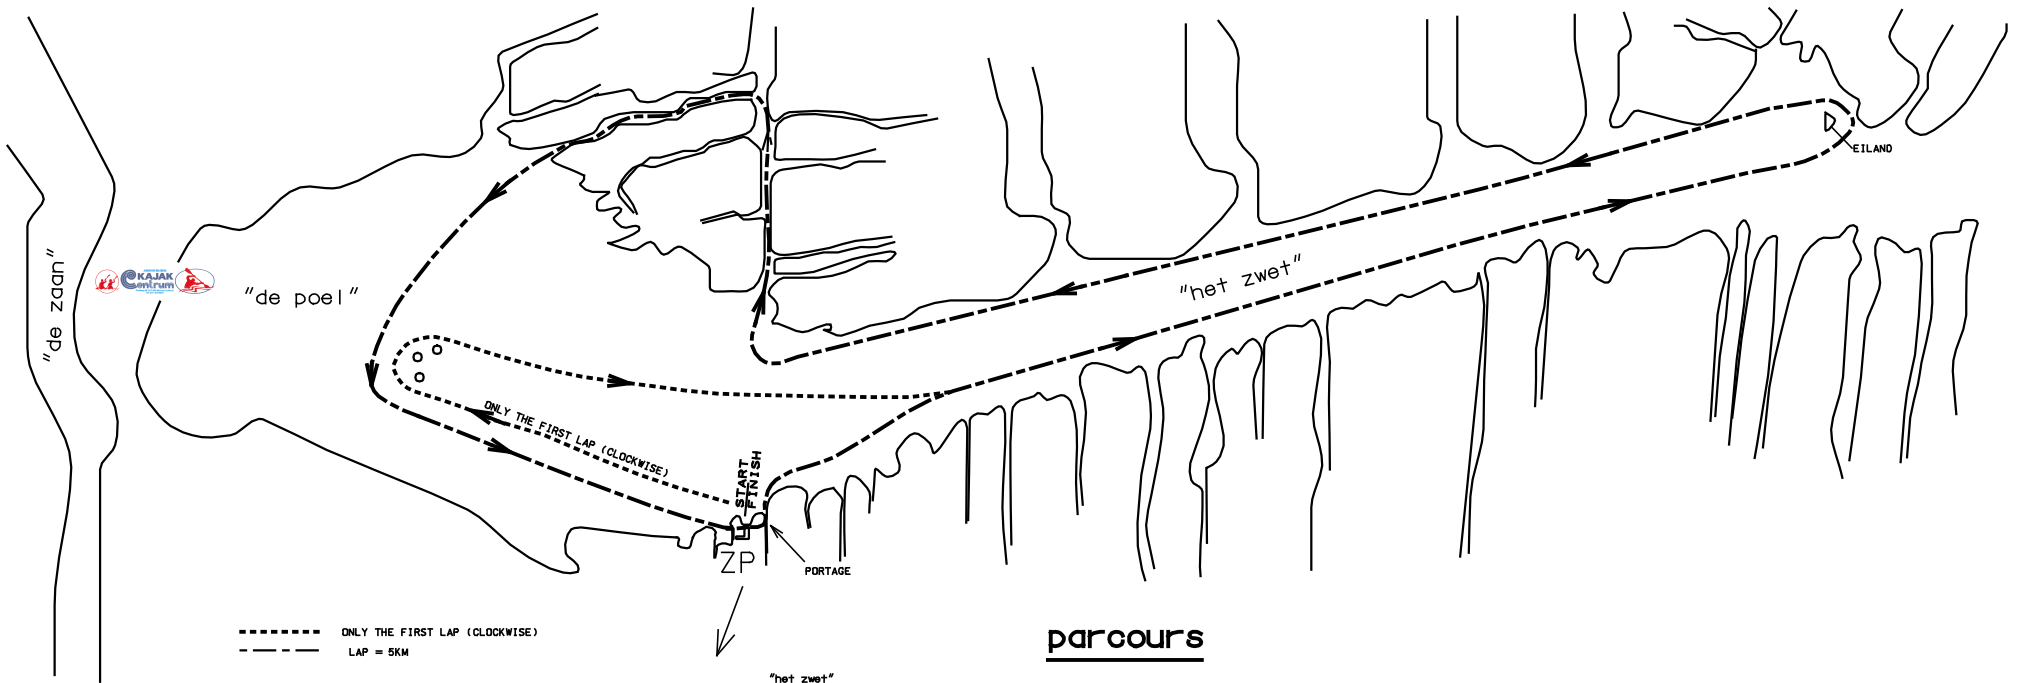 EILAND
"de zaan"
KAJAK
Centrum
"de poel"
"het zwet"
ONLY THE FIRST LAP (CLOCKWISE)
START
FINISH
ZP
PORTAGE
ONLY THE FIRST LAP (CLOCKWISE)
LAP = 5KM
parcours
"het zwet"